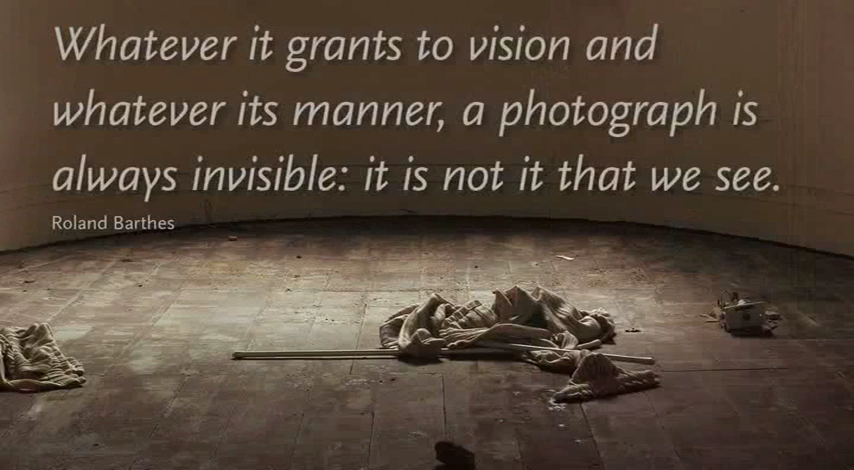 Whatever it grants to vision and
whatever its manner, a photograph is
always invisible: it is not it that we see.
Roland Barthes